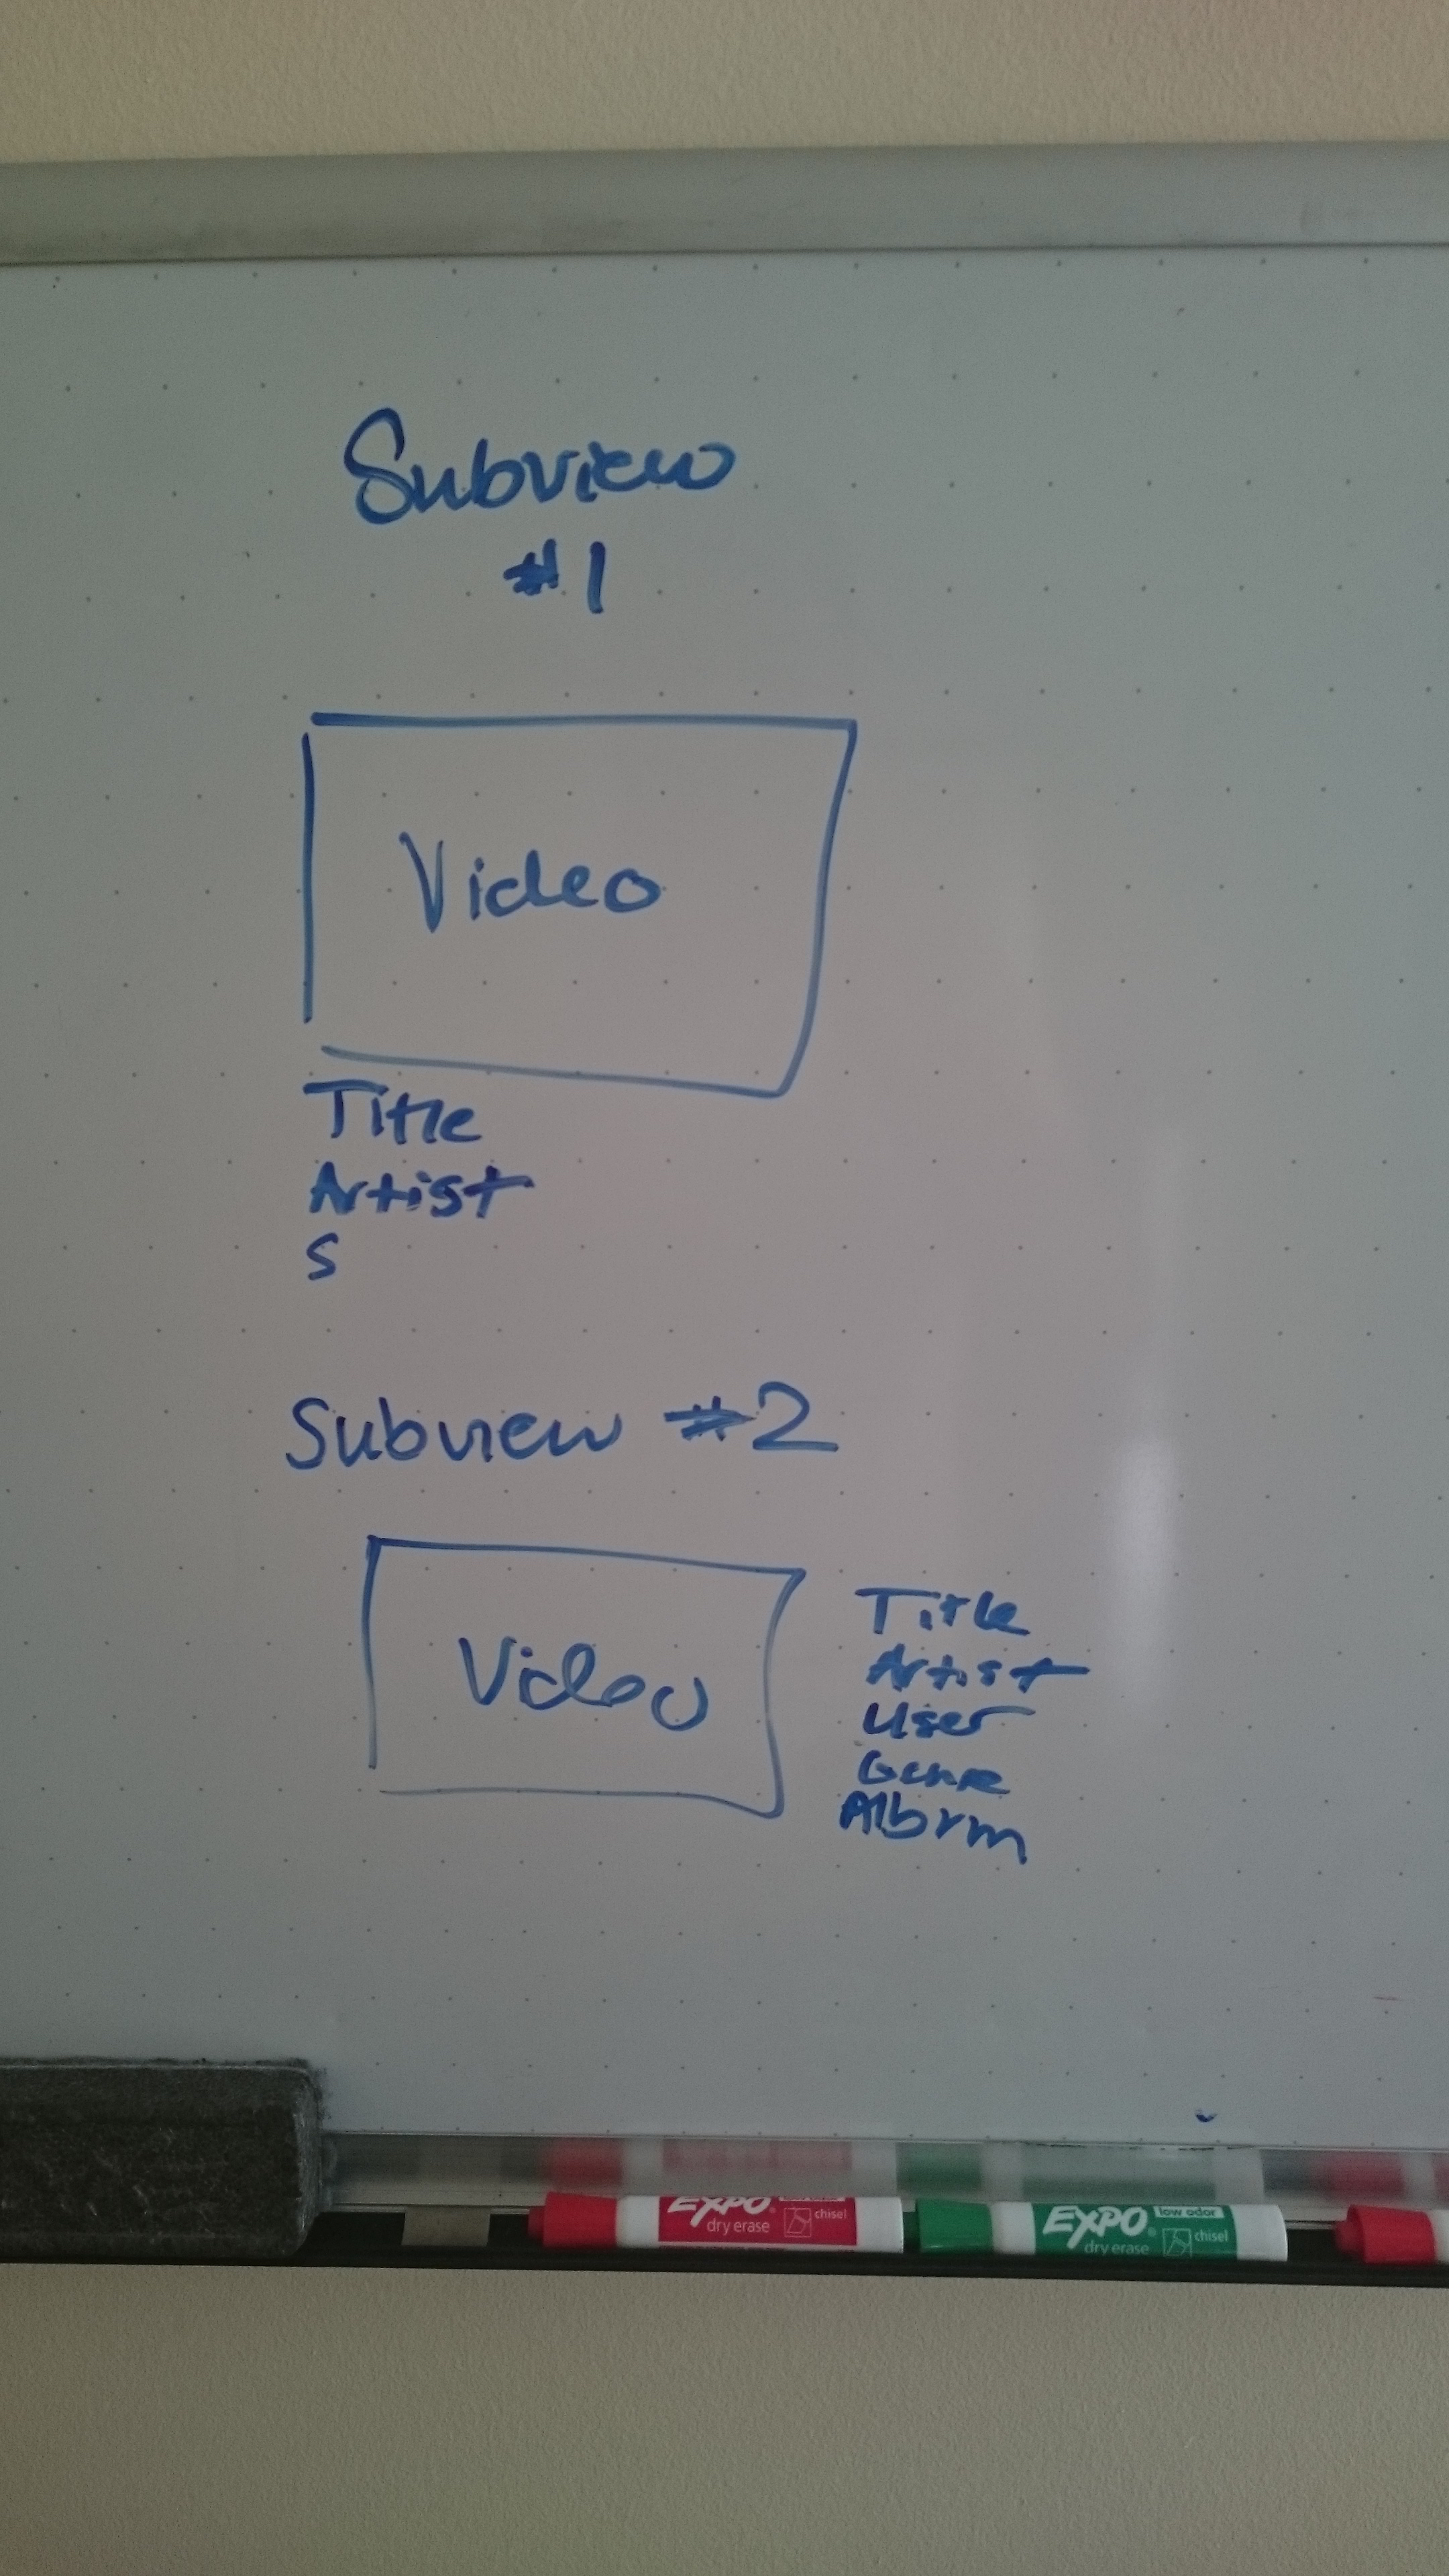 Subview
#1
Video
Title
Artist
S
Subview #2
Video
Title
Artist
User
Genre
Album
EXPO
dry erase
chisel
EXPO
low odor
dry erase
chisel